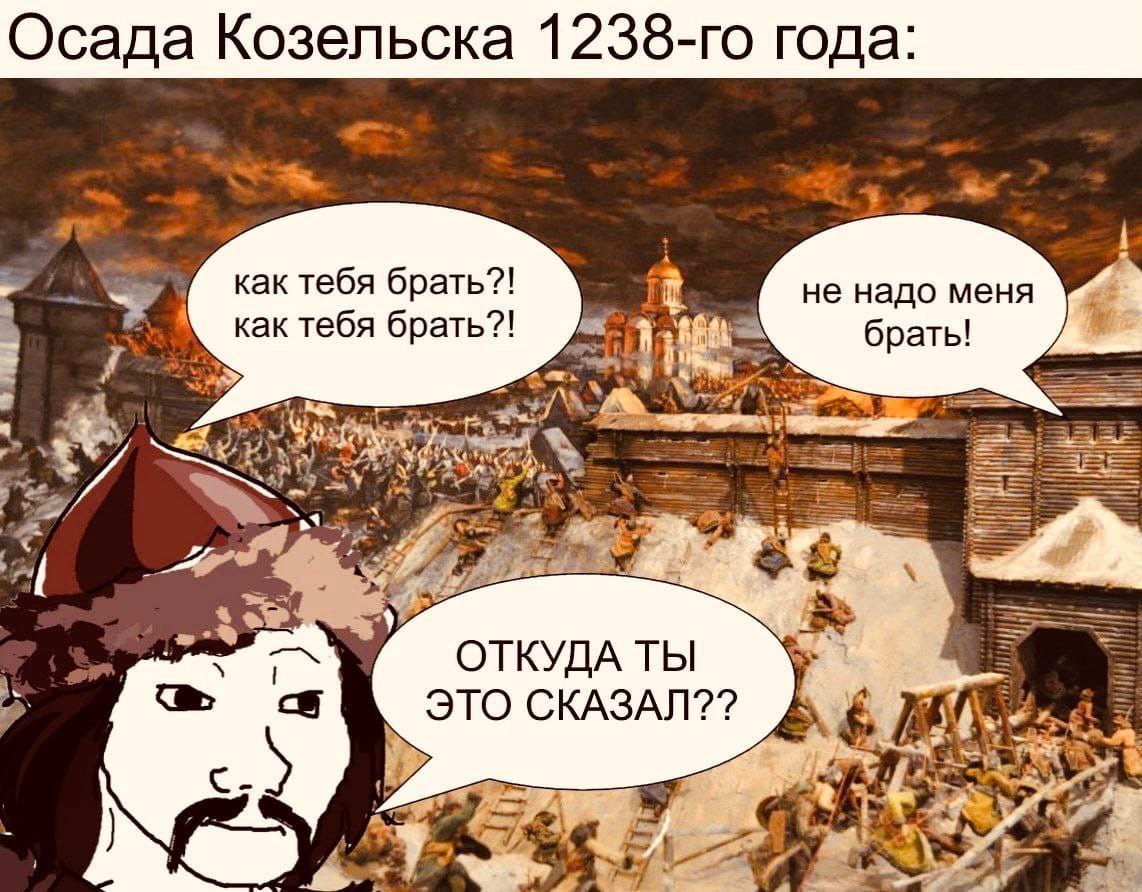 Осада Козельска 1238-го года:
как тебя брать?!
как тебя брать?!
не надо меня
брать!
ОТКУДА ТЫ
ЭТО СКАЗАЛ??